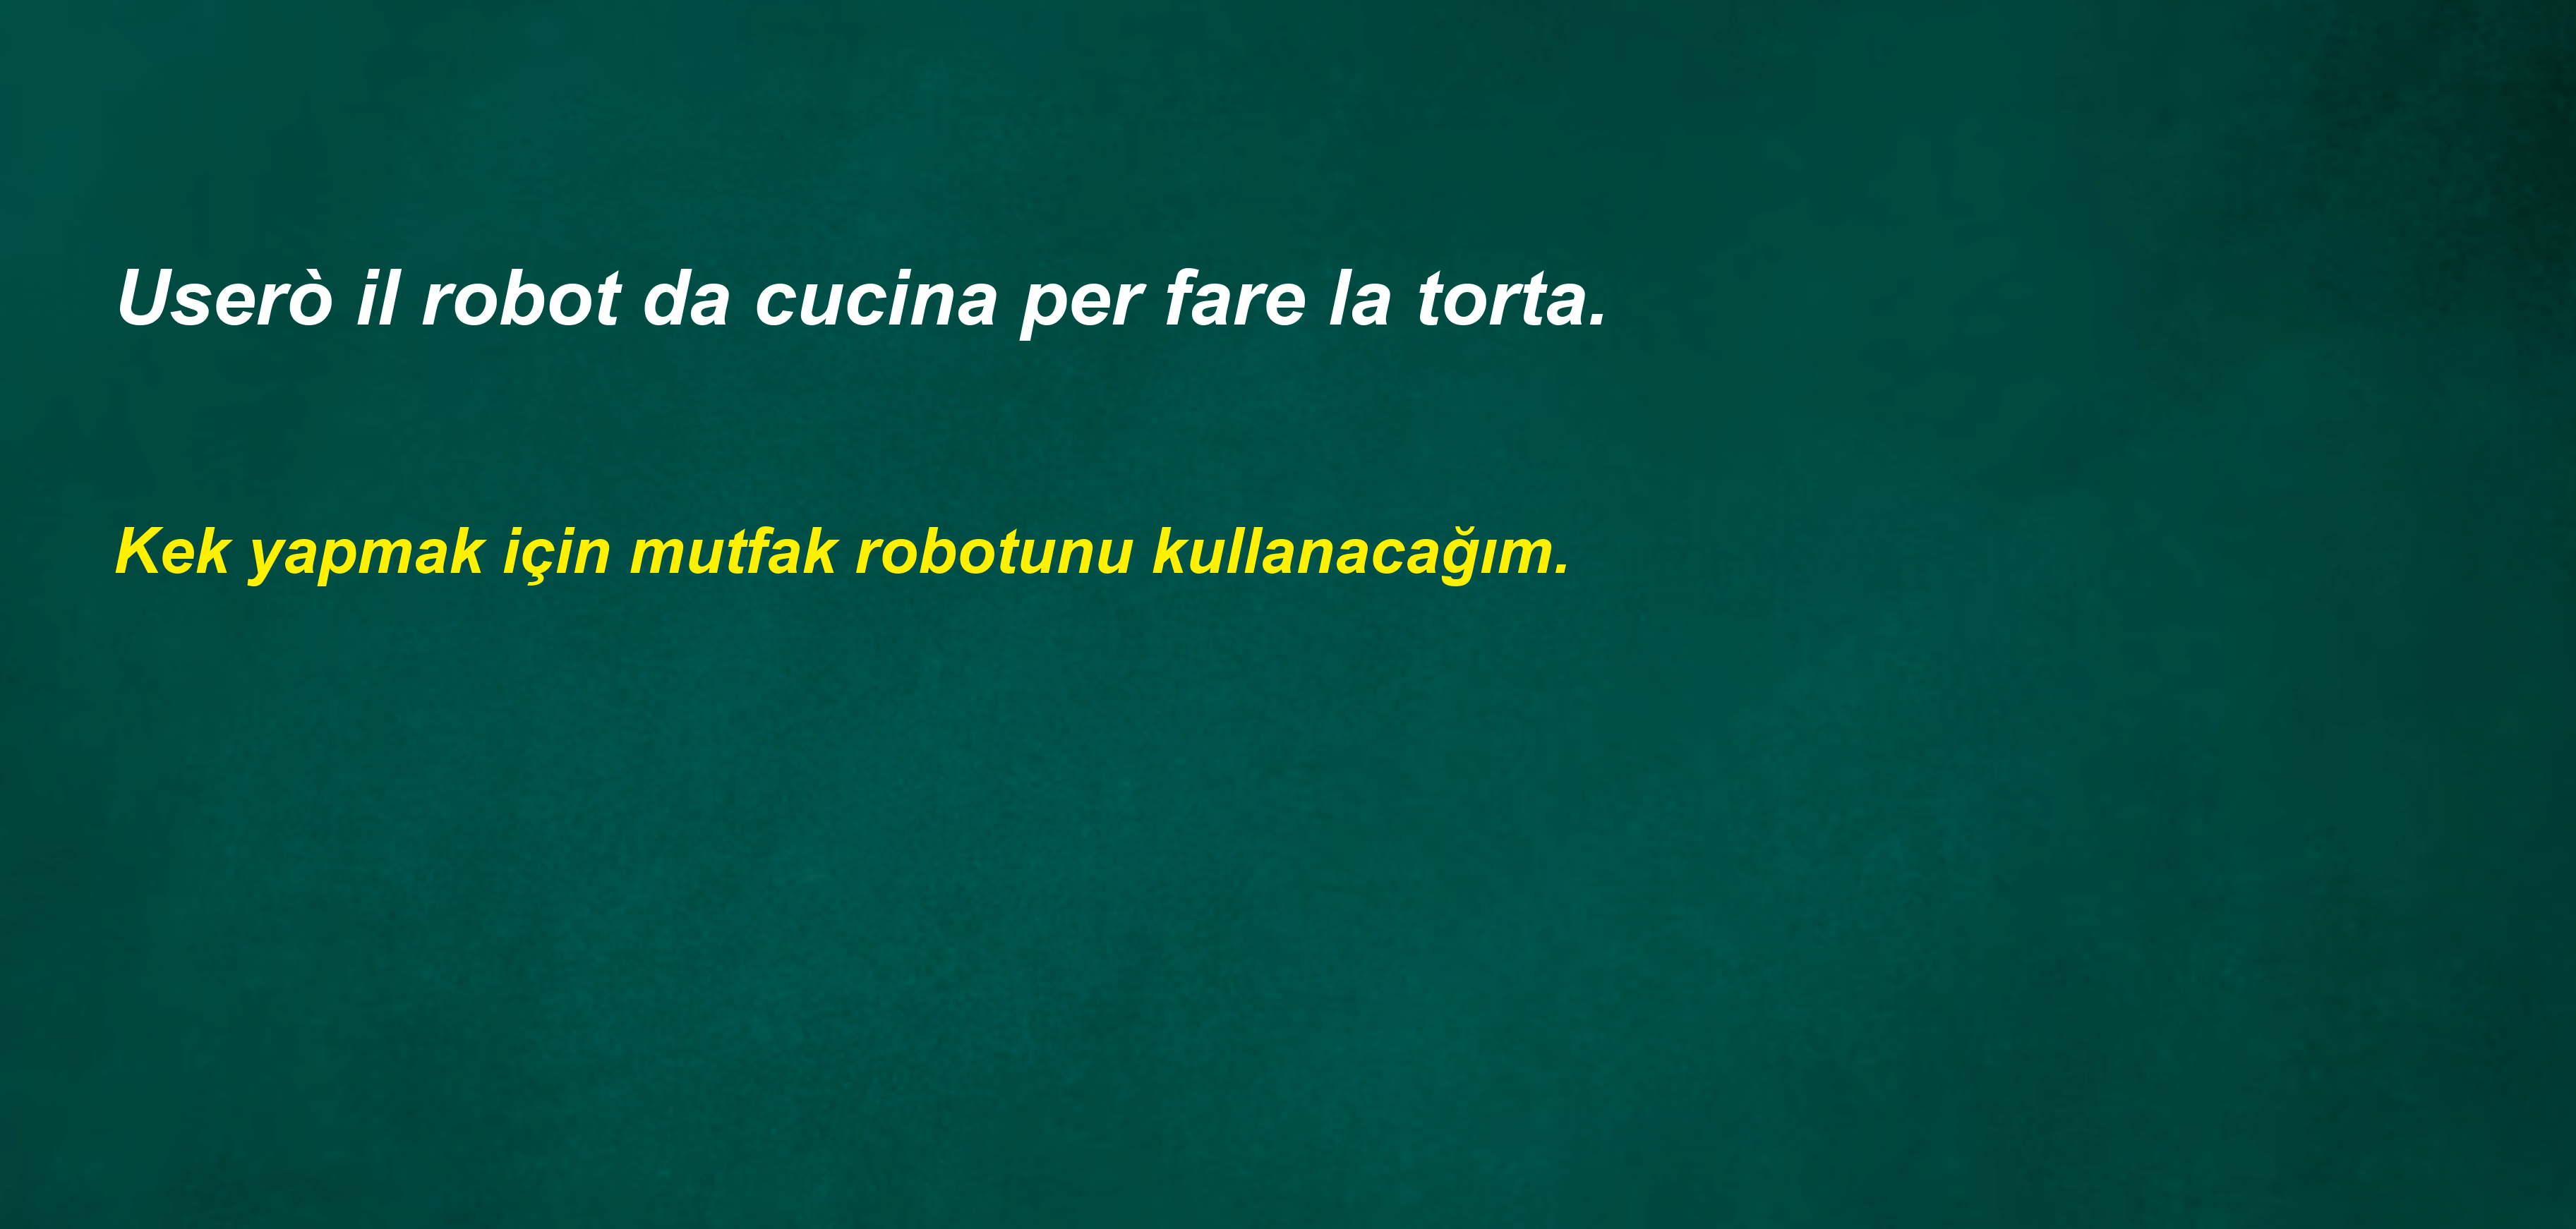 Userò il robot da cucina per fare la torta.
Kek yapmak için mutfak robotunu kullanacağım.